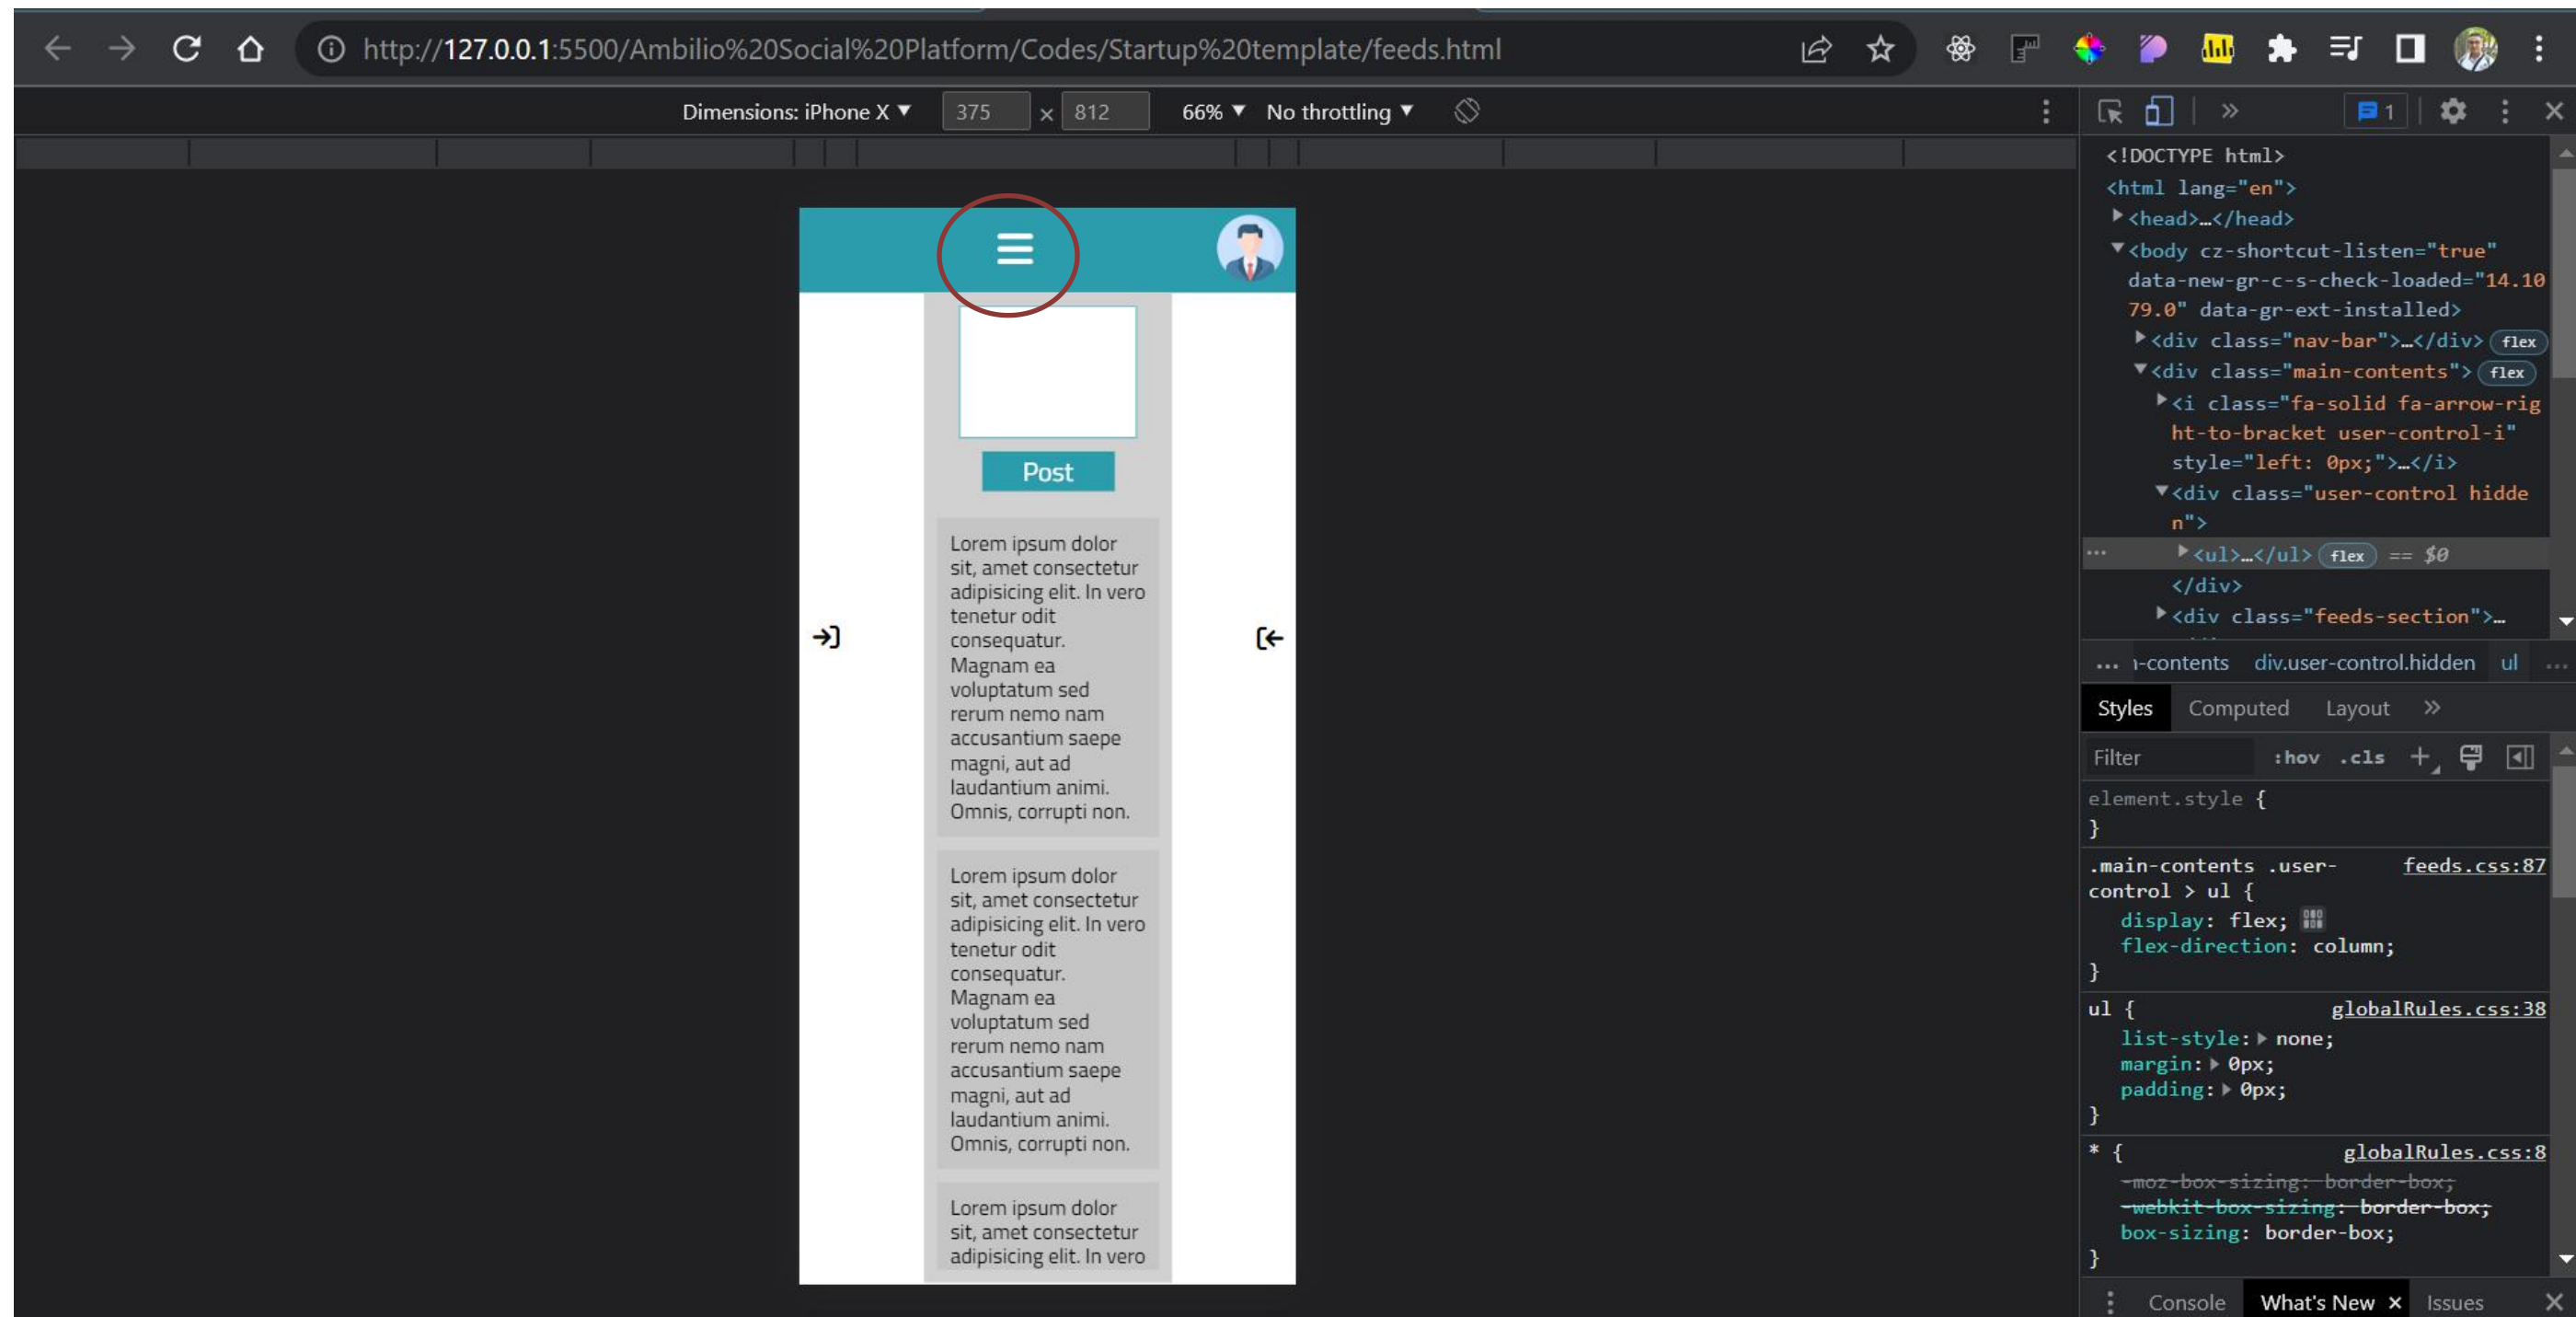 http://127.0.0.1:5500/Ambilio%20Social%20Platform/Codes/Startup%20template/feeds.html
Dimensions: iPhone X ▼ 375 × 812 66% ▼ No throttling ▼
1
Post
Lorem ipsum dolor
sit, amet consectetur
adipisicing elit. In vero
tenetur odit
consequatur.
Magnam ea
voluptatum sed
rerum nemo nam
accusantium saepe
magni, aut ad
laudantium animi.
Omnis, corrupti non.
Lorem ipsum dolor
sit, amet consectetur
adipisicing elit. In vero
tenetur odit
consequatur.
Magnam ea
voluptatum sed
rerum nemo nam
accusantium saepe
magni, aut ad
laudantium animi.
Omnis, corrupti non.
Lorem ipsum dolor
sit, amet consectetur
adipisicing elit. In vero
<!DOCTYPE html>
<html lang="en">
<head>…</head>
<body cz-shortcut-listen="true"
data-new-gr-c-s-check-loaded="14.10
79.0" data-gr-ext-installed>
<div class="nav-bar">…</div> flex
<div class="main-contents"> flex
<i class="fa-solid fa-arrow-rig
ht-to-bracket user-control-i"
style="left: 0px;">…</i>
<div class="user-control hidde
n">
… <ul>…</ul> flex == $0
</div>
<div class="feeds-section">…
… -contents div.user-control.hidden ul …
Styles Computed Layout »
Filter :hov .cls +
element.style {
}
.main-contents .user- feeds.css:87
control > ul {
display: flex;
flex-direction: column;
}
ul { globalRules.css:38
list-style: none;
margin: 0px;
padding: 0px;
}
* { globalRules.css:8
-moz-box-sizing: border-box;
-webkit-box-sizing: border-box;
box-sizing: border-box;
}
Console What's New × Issues